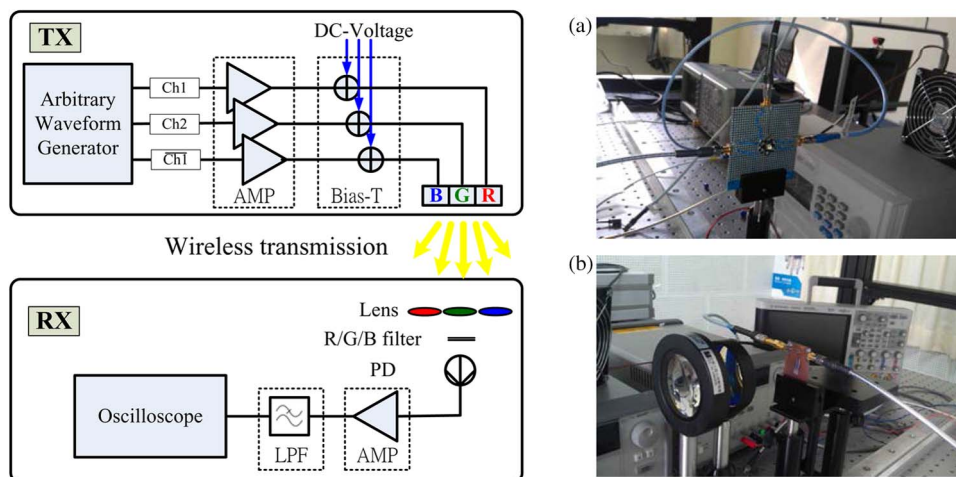 TX
DC-Voltage
Arbitrary
Waveform
Generator
Ch1
Ch2
C̅h̅1̅
AMP
Bias-T
B G R
Wireless transmission
RX
Lens
R/G/B filter
PD
Oscilloscope
LPF
AMP
(a)
(b)